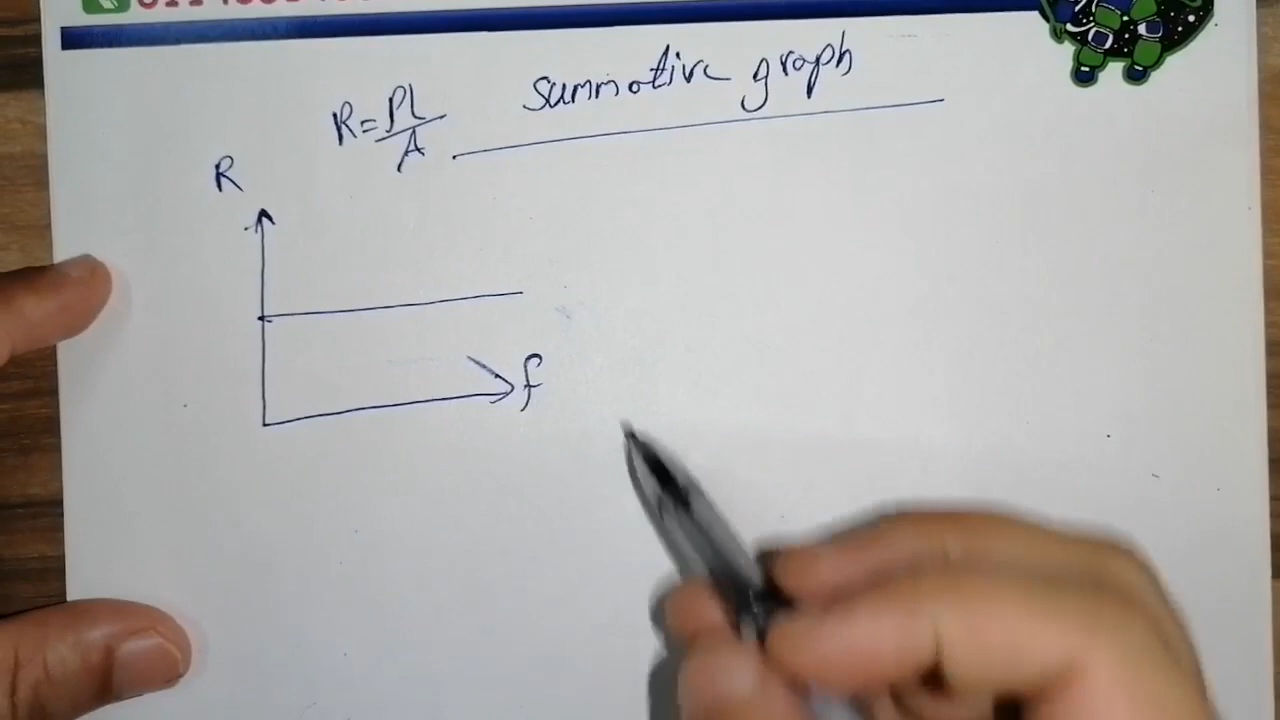 summative graph
R = ρl/A
R
f